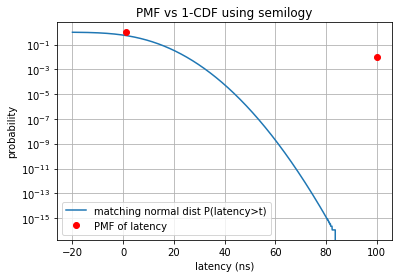 PMF vs 1-CDF using semilogy
probability
10⁻¹
10⁻³
10⁻⁵
10⁻⁷
10⁻⁹
10⁻¹¹
10⁻¹³
10⁻¹⁵
matching normal dist P(latency>t)
PMF of latency
−20 0 20 40 60 80 100
latency (ns)